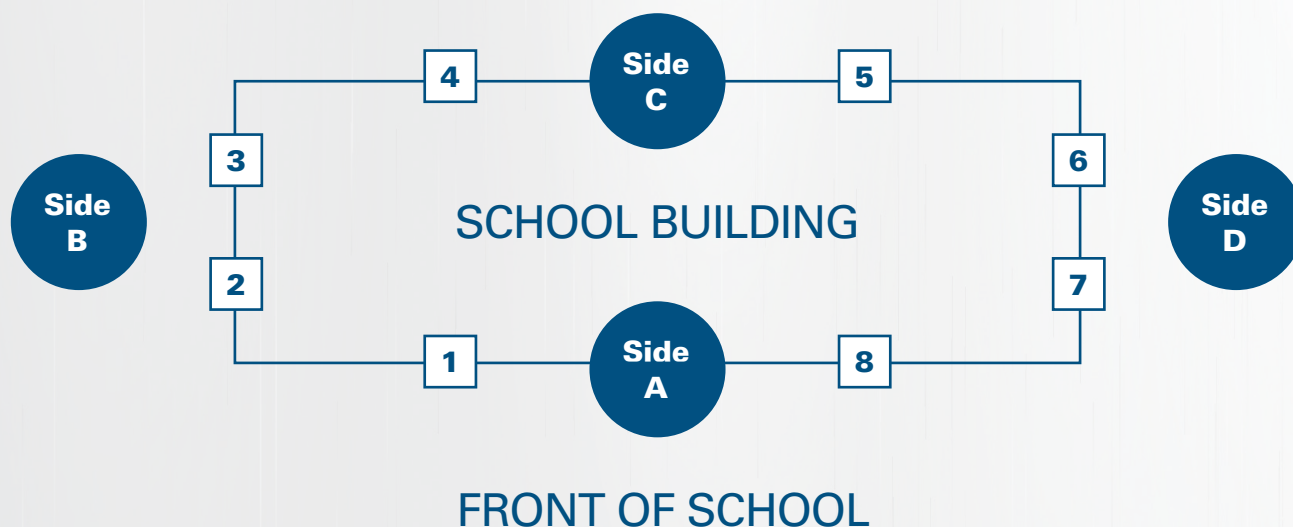 4
Side
C
5
3
6
Side
B
SCHOOL BUILDING
Side
D
2
7
1
Side
A
8
FRONT OF SCHOOL